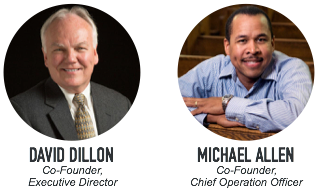 DAVID DILLON
Co-Founder,
Executive Director
MICHAEL ALLEN
Co-Founder,
Chief Operation Officer